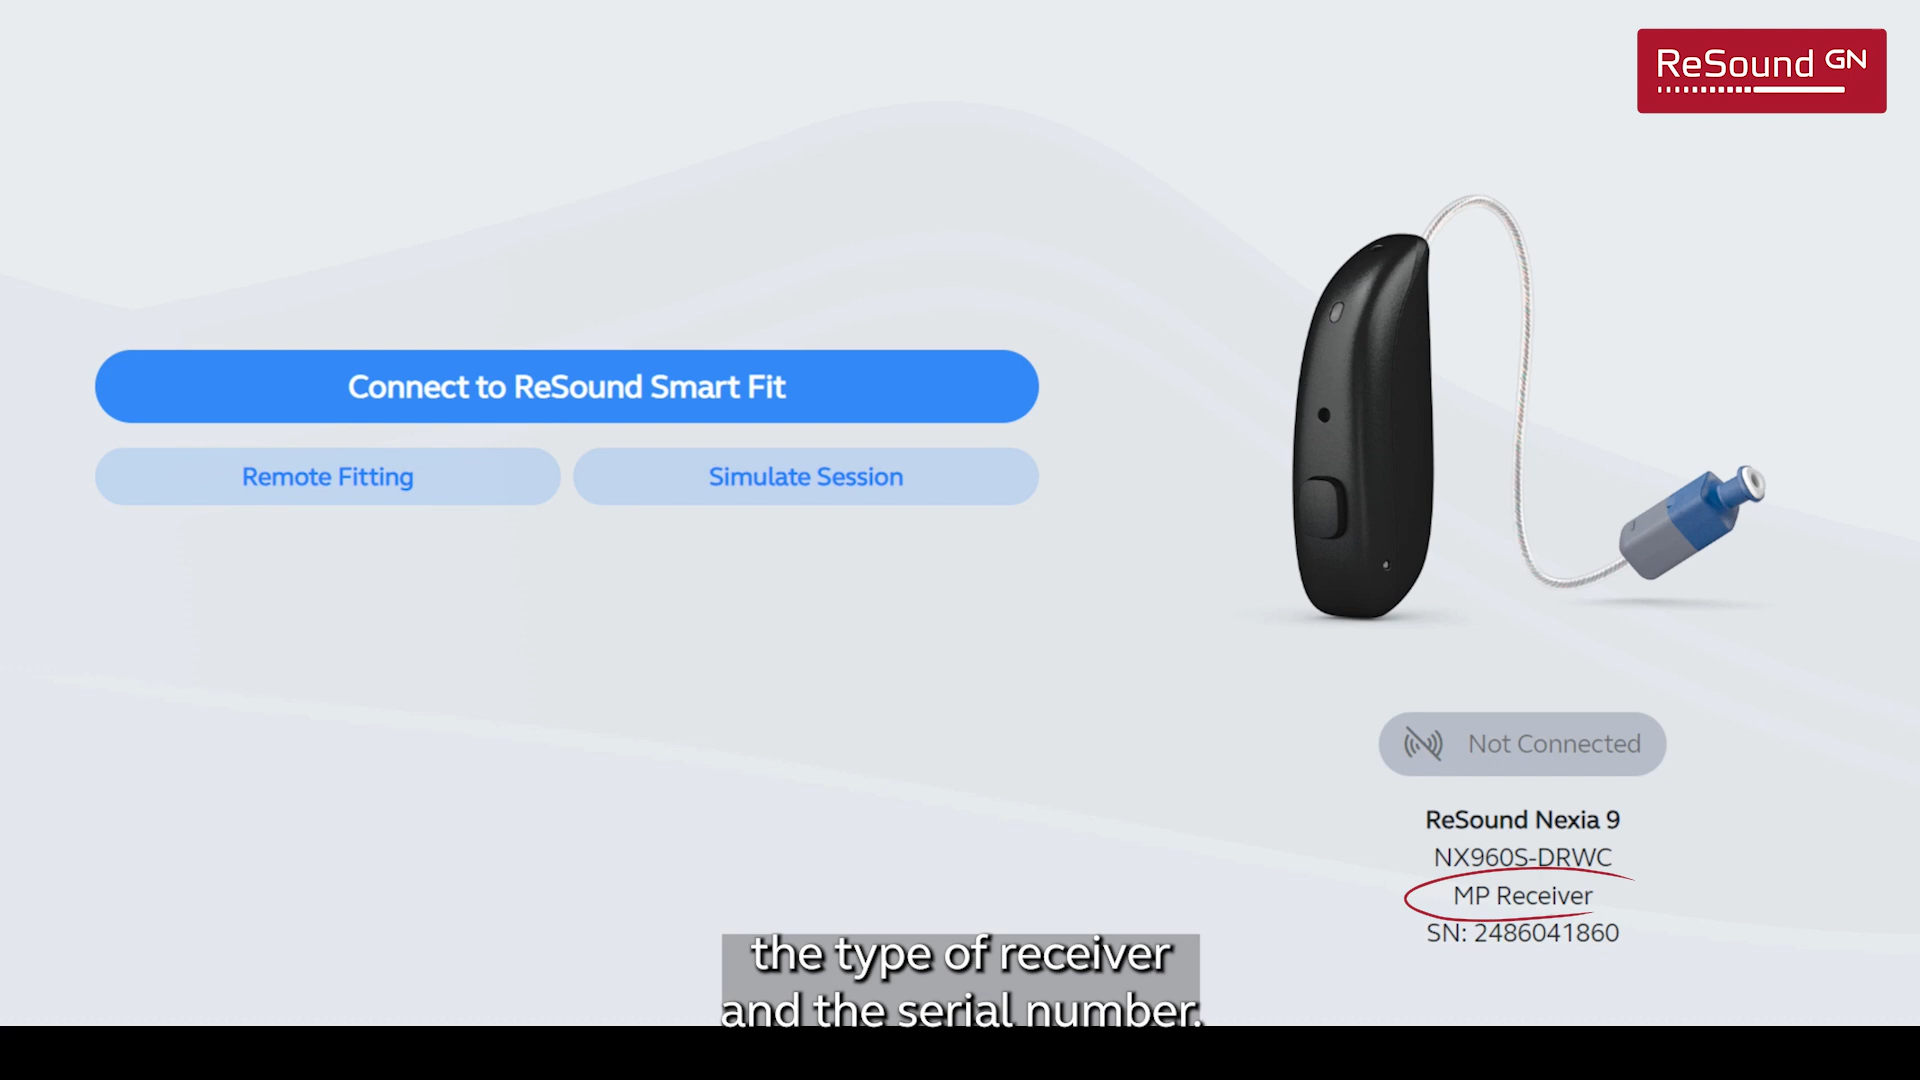 ReSound GN
Connect to ReSound Smart Fit
Remote Fitting
Simulate Session
Not Connected
ReSound Nexia 9
NX960S-DRWC
MP Receiver
SN: 2486041860
the type of receiver
and the serial number.